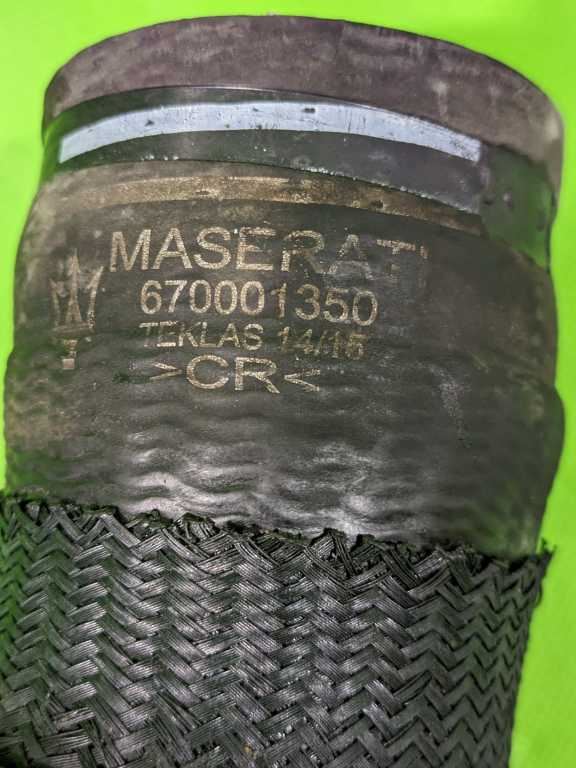 MASERATI
670001350
TEKLAS 14/15
>CR<